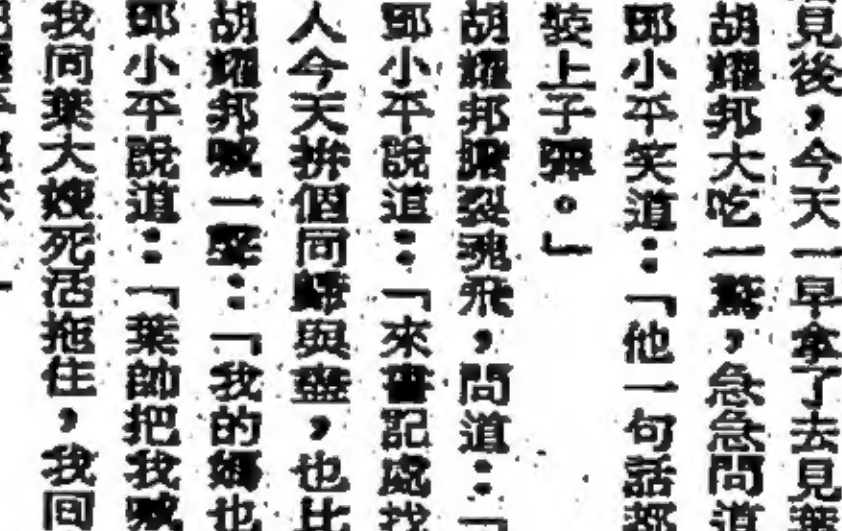 見後，今天一早拿了去見葉
胡耀邦大吃一驚，急急問道
鄧小平笑道：「他一句話都
裝上子彈。」
胡耀邦膽裂魂飛，問道：「
鄧小平說道：「來書記處找
人今天拚個同歸與盡，也比
胡耀邦喊一聲：「我的媽也
鄧小平說道：「葉帥把我喊
我同葉大嫂死活拖住，我回